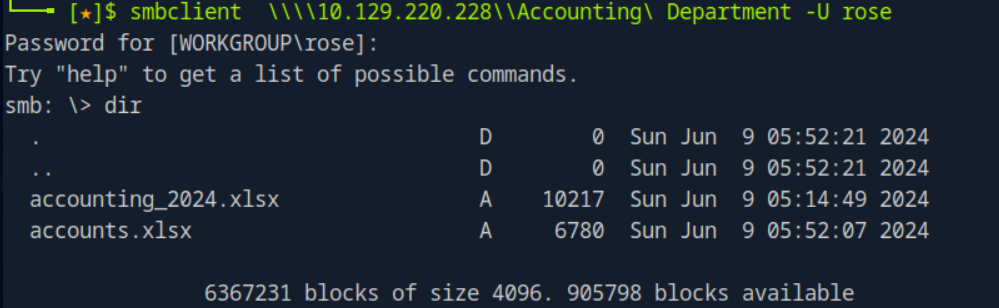 [★]$ smbclient  \\\\10.129.220.228\\Accounting\ Department -U rose
Password for [WORKGROUP\rose]:
Try "help" to get a list of possible commands.
smb: \> dir
  .                                   D        0  Sun Jun  9 05:52:21 2024
  ..                                  D        0  Sun Jun  9 05:52:21 2024
  accounting_2024.xlsx                A    10217  Sun Jun  9 05:14:49 2024
  accounts.xlsx                       A     6780  Sun Jun  9 05:52:07 2024
                6367231 blocks of size 4096. 905798 blocks available